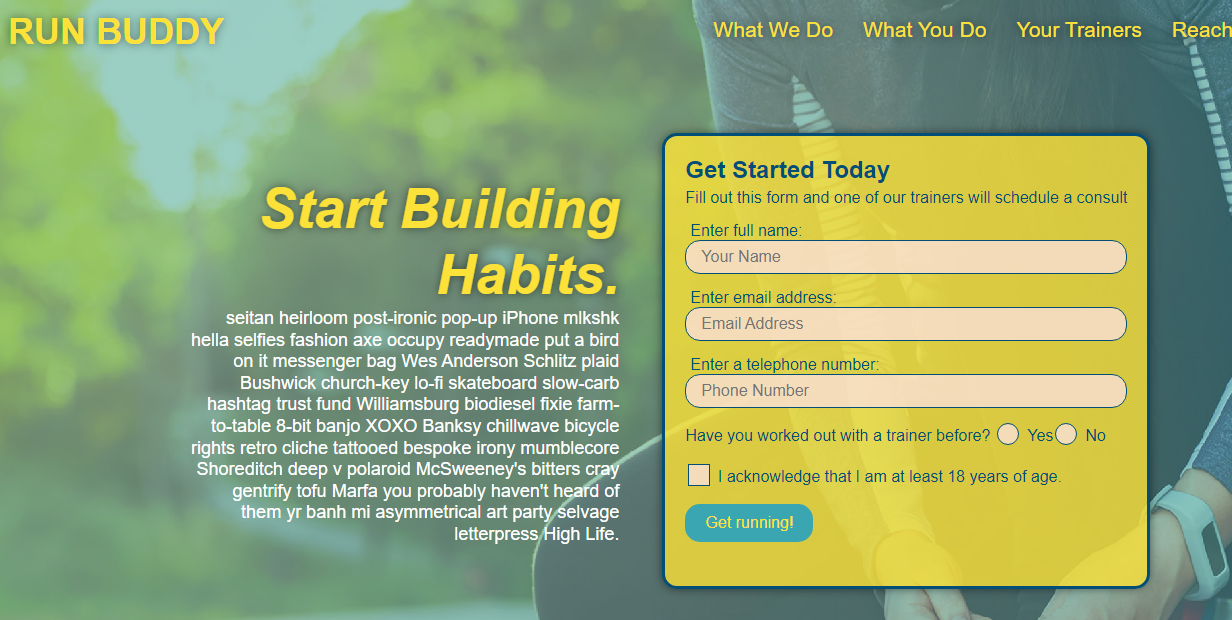 RUN BUDDY
What We Do What You Do Your Trainers Reach
Start Building
Habits.
seitan heirloom post-ironic pop-up iPhone mlkshk
hella selfies fashion axe occupy readymade put a bird
on it messenger bag Wes Anderson Schlitz plaid
Bushwick church-key lo-fi skateboard slow-carb
hashtag trust fund Williamsburg biodiesel fixie farm-
to-table 8-bit banjo XOXO Banksy chillwave bicycle
rights retro cliche tattooed bespoke irony mumblecore
Shoreditch deep v polaroid McSweeney's bitters cray
gentrify tofu Marfa you probably haven't heard of
them yr banh mi asymmetrical art party selvage
letterpress High Life.
Get Started Today
Fill out this form and one of our trainers will schedule a consult
Enter full name:
Your Name
Enter email address:
Email Address
Enter a telephone number:
Phone Number
Have you worked out with a trainer before? Yes No
I acknowledge that I am at least 18 years of age.
Get running!